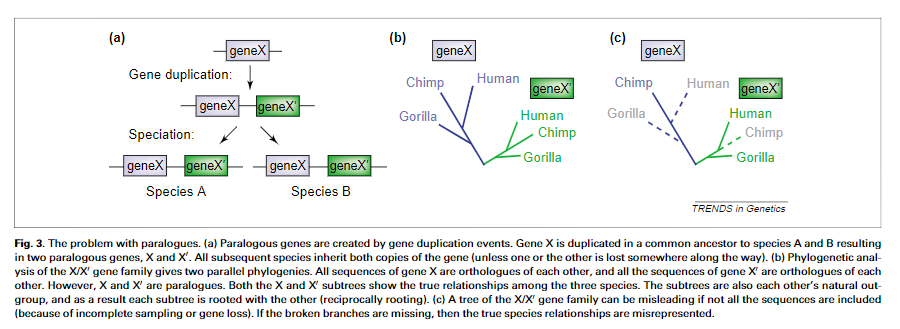 (a)
geneX
Gene duplication:
geneX
geneX'
Speciation:
geneX
geneX'
geneX
geneX'
Species A
Species B
(b)
geneX
Chimp
Human
geneX'
Gorilla
Human
Chimp
Gorilla
(c)
geneX
Chimp
Human
geneX'
Gorilla
Human
Chimp
Gorilla
TRENDS in Genetics
Fig. 3. The problem with paralogues. (a) Paralogous genes are created by gene duplication events. Gene X is duplicated in a common ancestor to species A and B resulting
in two paralogous genes, X and X′. All subsequent species inherit both copies of the gene (unless one or the other is lost somewhere along the way). (b) Phylogenetic anal-
ysis of the X/X′ gene family gives two parallel phylogenies. All sequences of gene X are orthologues of each other, and all the sequences of gene X′ are orthologues of each
other. However, X and X′ are paralogues. Both the X and X′ subtrees show the true relationships among the three species. The subtrees are also each other's natural out-
group, and as a result each subtree is rooted with the other (reciprocally rooting). (c) A tree of the X/X′ gene family can be misleading if not all the sequences are included
(because of incomplete sampling or gene loss). If the broken branches are missing, then the true species relationships are misrepresented.